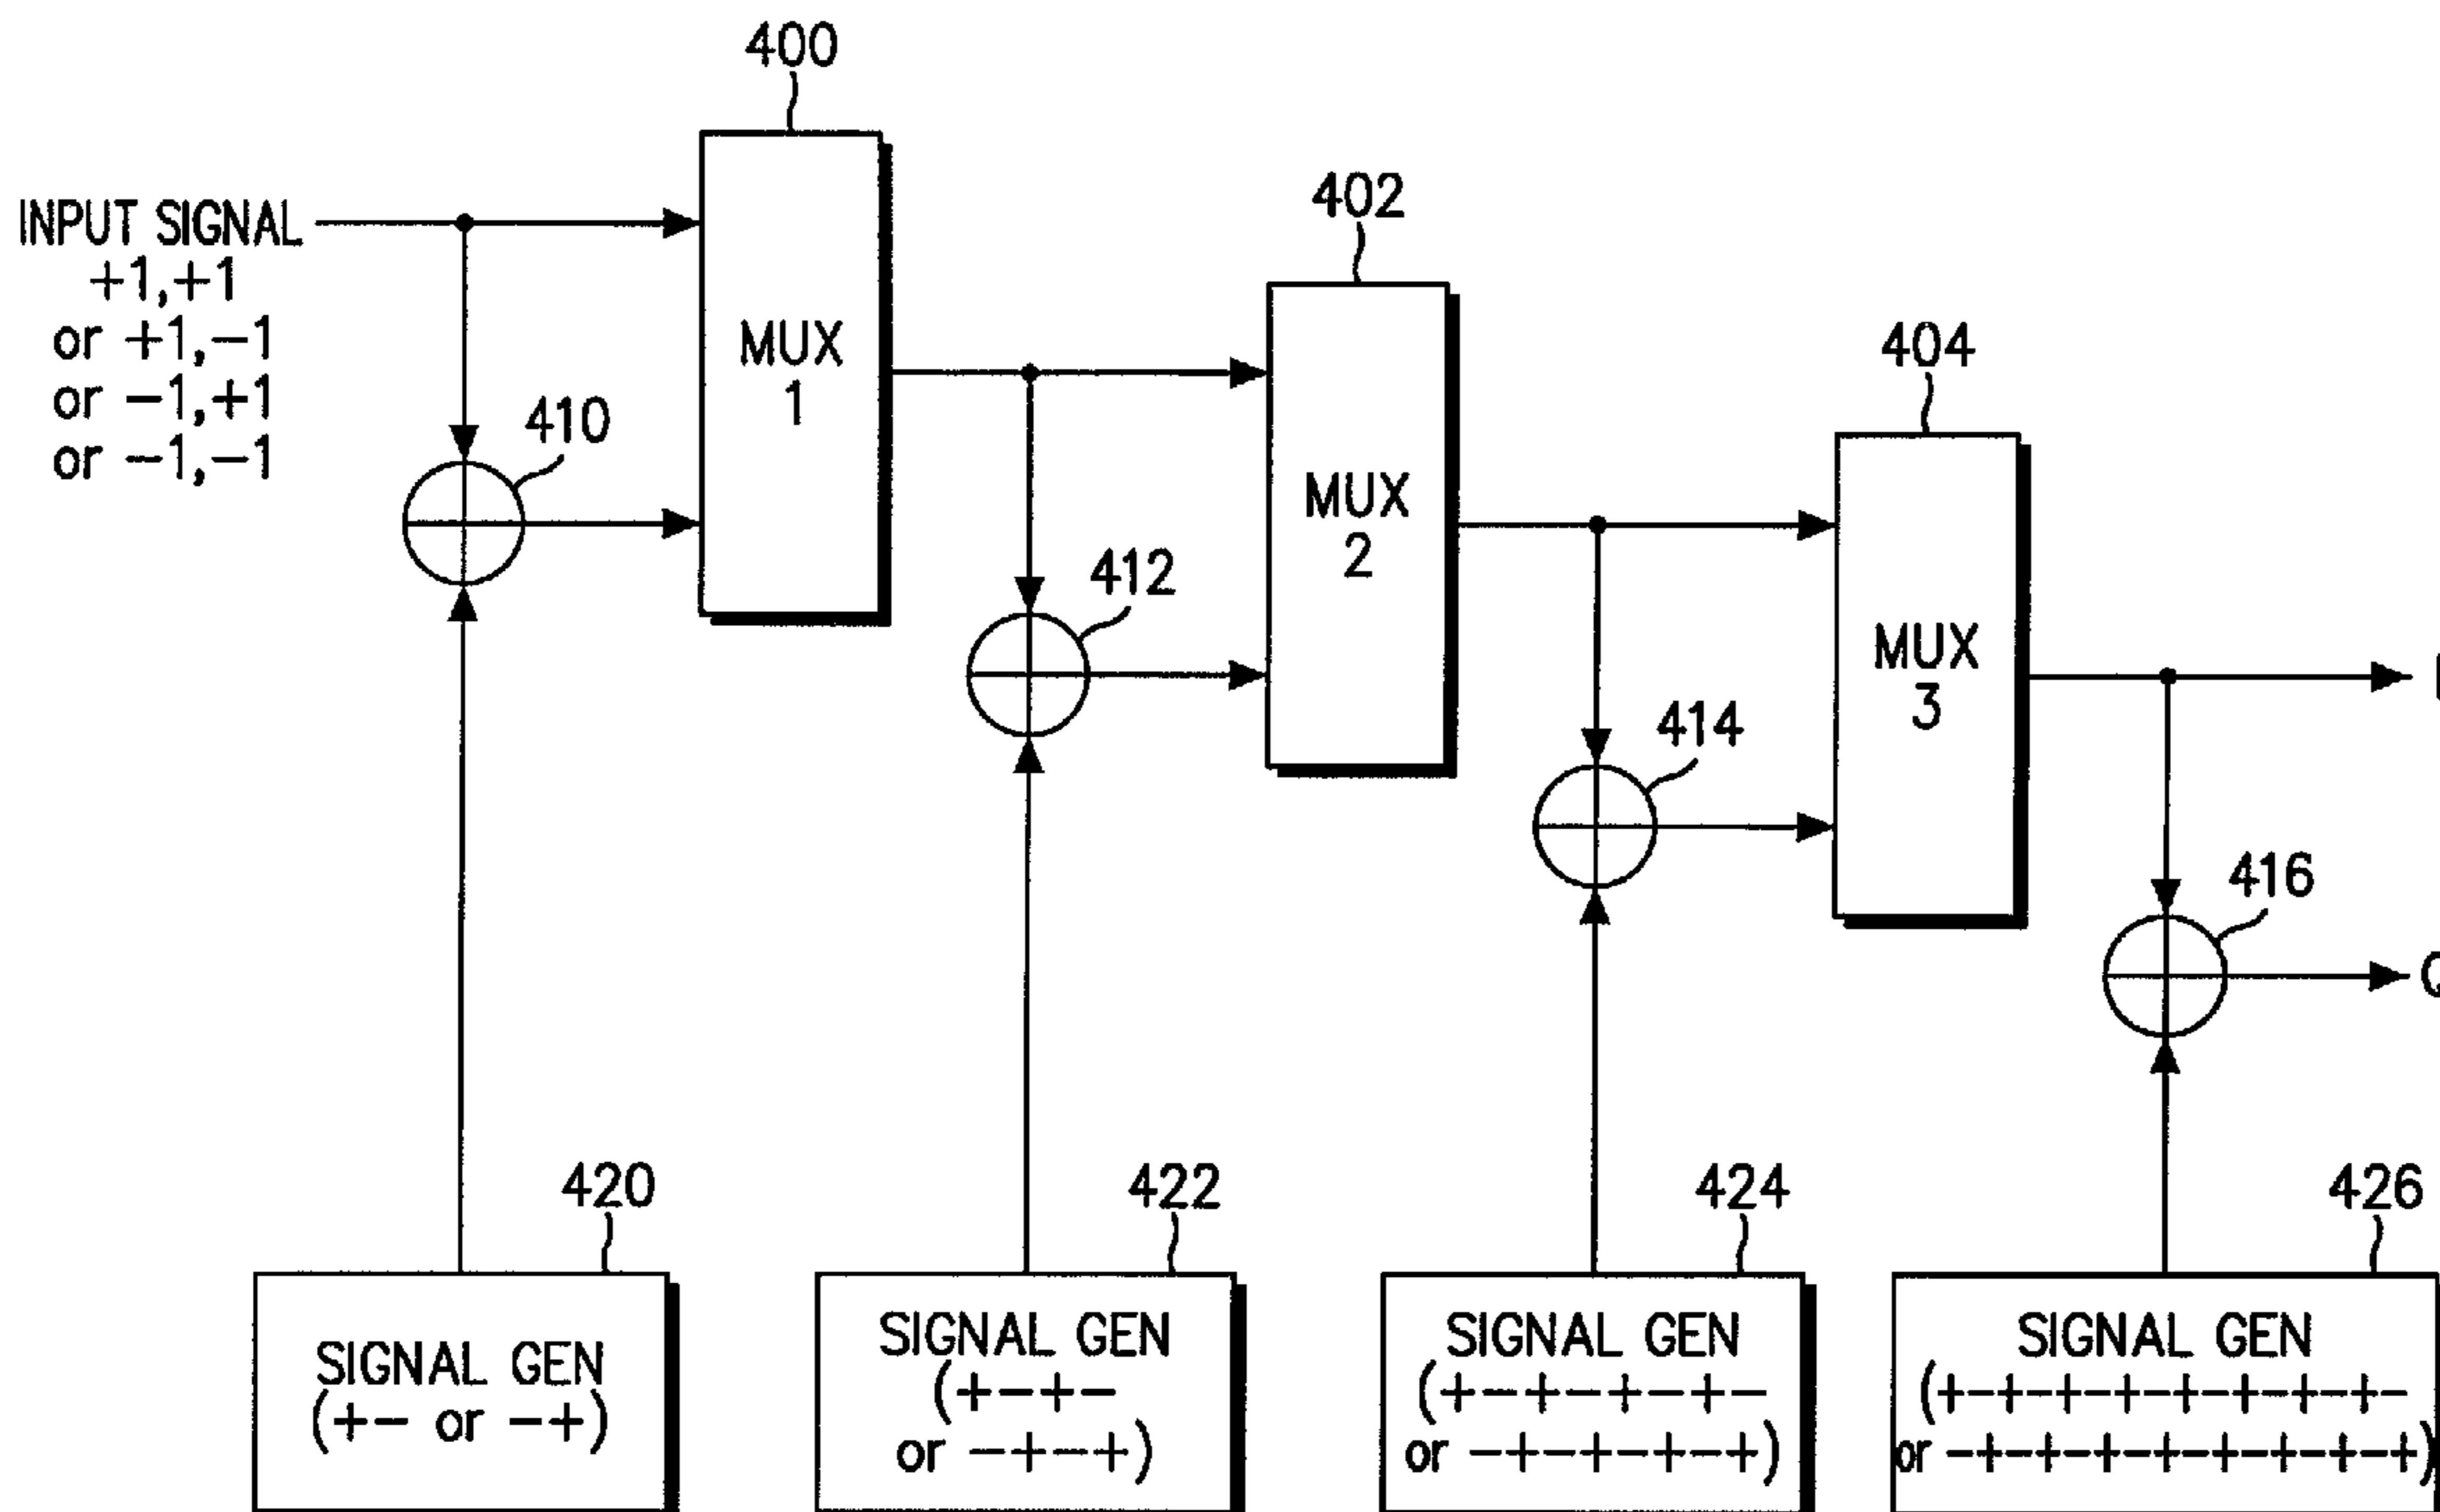 400
INPUT SIGNAL
+1,+1
or +1,-1
or -1,+1
or -1,-1
MUX
1
410
402
MUX
2
412
404
MUX
3
414
416
Q
420
SIGNAL GEN
(+- or -+)
422
SIGNAL GEN
(+-+-
or -+-+)
424
SIGNAL GEN
(+-+-+-+-
or -+-+-+-+)
426
SIGNAL GEN
(+-+-+-+-+-+-+-+-
or -+-+-+-+-+-+-+-+)